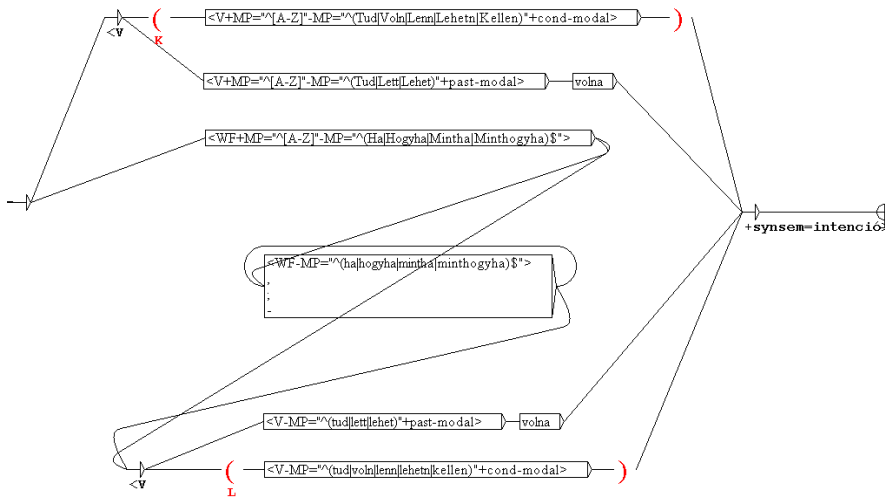 <V+MP="^[A-Z]"-MP="^(Tud|Voln|Lenn|Lehetn|Kellen)"+cond-modal>
( )
<V
K
<V+MP="^[A-Z]"-MP="^(Tud|Lett|Lehet)"+past-modal>
volna
<WF+MP="^[A-Z]"-MP="^(Ha|Hogyha|Mintha|Minthogyha)$">
+synsem=intenció>
<WF-MP="^(ha|hogyha|mintha|minthogyha)$">
,
;
-
<V-MP="^(tud|lett|lehet)"+past-modal>
volna
<V-MP="^(tud|voln|lenn|lehetn|kellen)"+cond-modal>
( )
<V
L